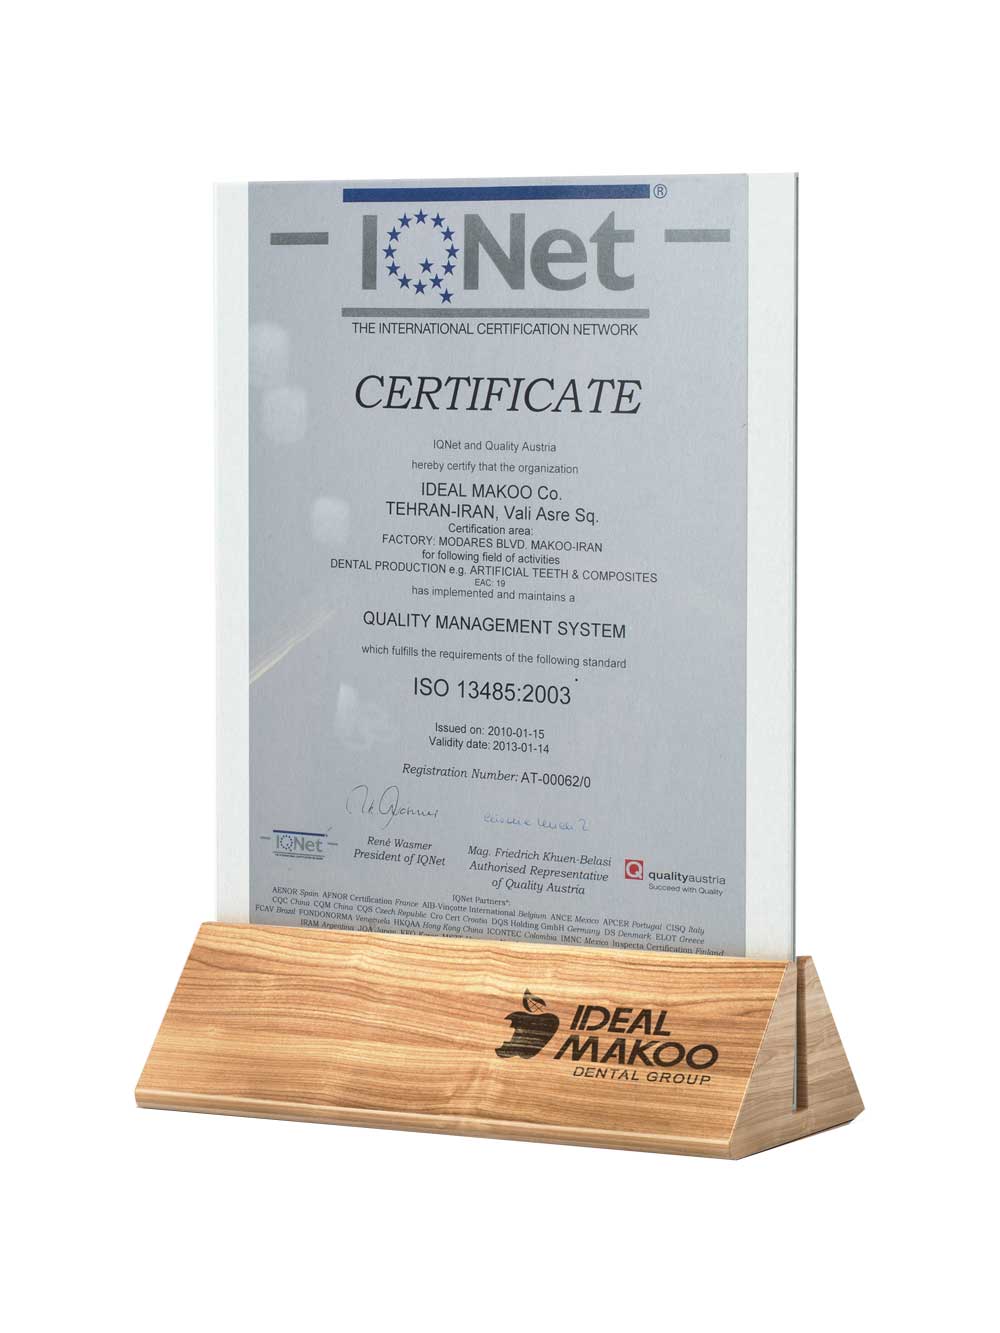 IQNet ®
THE INTERNATIONAL CERTIFICATION NETWORK
CERTIFICATE
IQNet and Quality Austria
hereby certify that the organization
IDEAL MAKOO Co.
TEHRAN-IRAN, Vali Asre Sq.
Certification area:
FACTORY: MODARES BLVD. MAKOO-IRAN
for following field of activities
DENTAL PRODUCTION e.g. ARTIFICIAL TEETH & COMPOSITES
EAC: 19
has implemented and maintains a
QUALITY MANAGEMENT SYSTEM
which fulfills the requirements of the following standard
ISO 13485:2003
Issued on: 2010-01-15
Validity date: 2013-01-14
Registration Number: AT-00062/0
IQNet
THE INTERNATIONAL CERTIFICATION NETWORK
René Wasmer
President of IQNet
Mag. Friedrich Khuen-Belasi
Authorised Representative
of Quality Austria
qualityaustria
Succeed with Quality
IQNet Partners*:
AENOR Spain AFNOR Certification France AIB-Vinçotte International Belgium ANCE Mexico APCER Portugal CISQ Italy
CQC China CQM China CQS Czech Republic Cro Cert Croatia DQS Holding GmbH Germany DS Denmark ELOT Greece
FCAV Brazil FONDONORMA Venezuela HKQAA Hong Kong China ICONTEC Colombia IMNC Mexico Inspecta Certification Finland
IRAM Argentina JQA Japan KFQ Korea
IDEAL
MAKOO
DENTAL GROUP